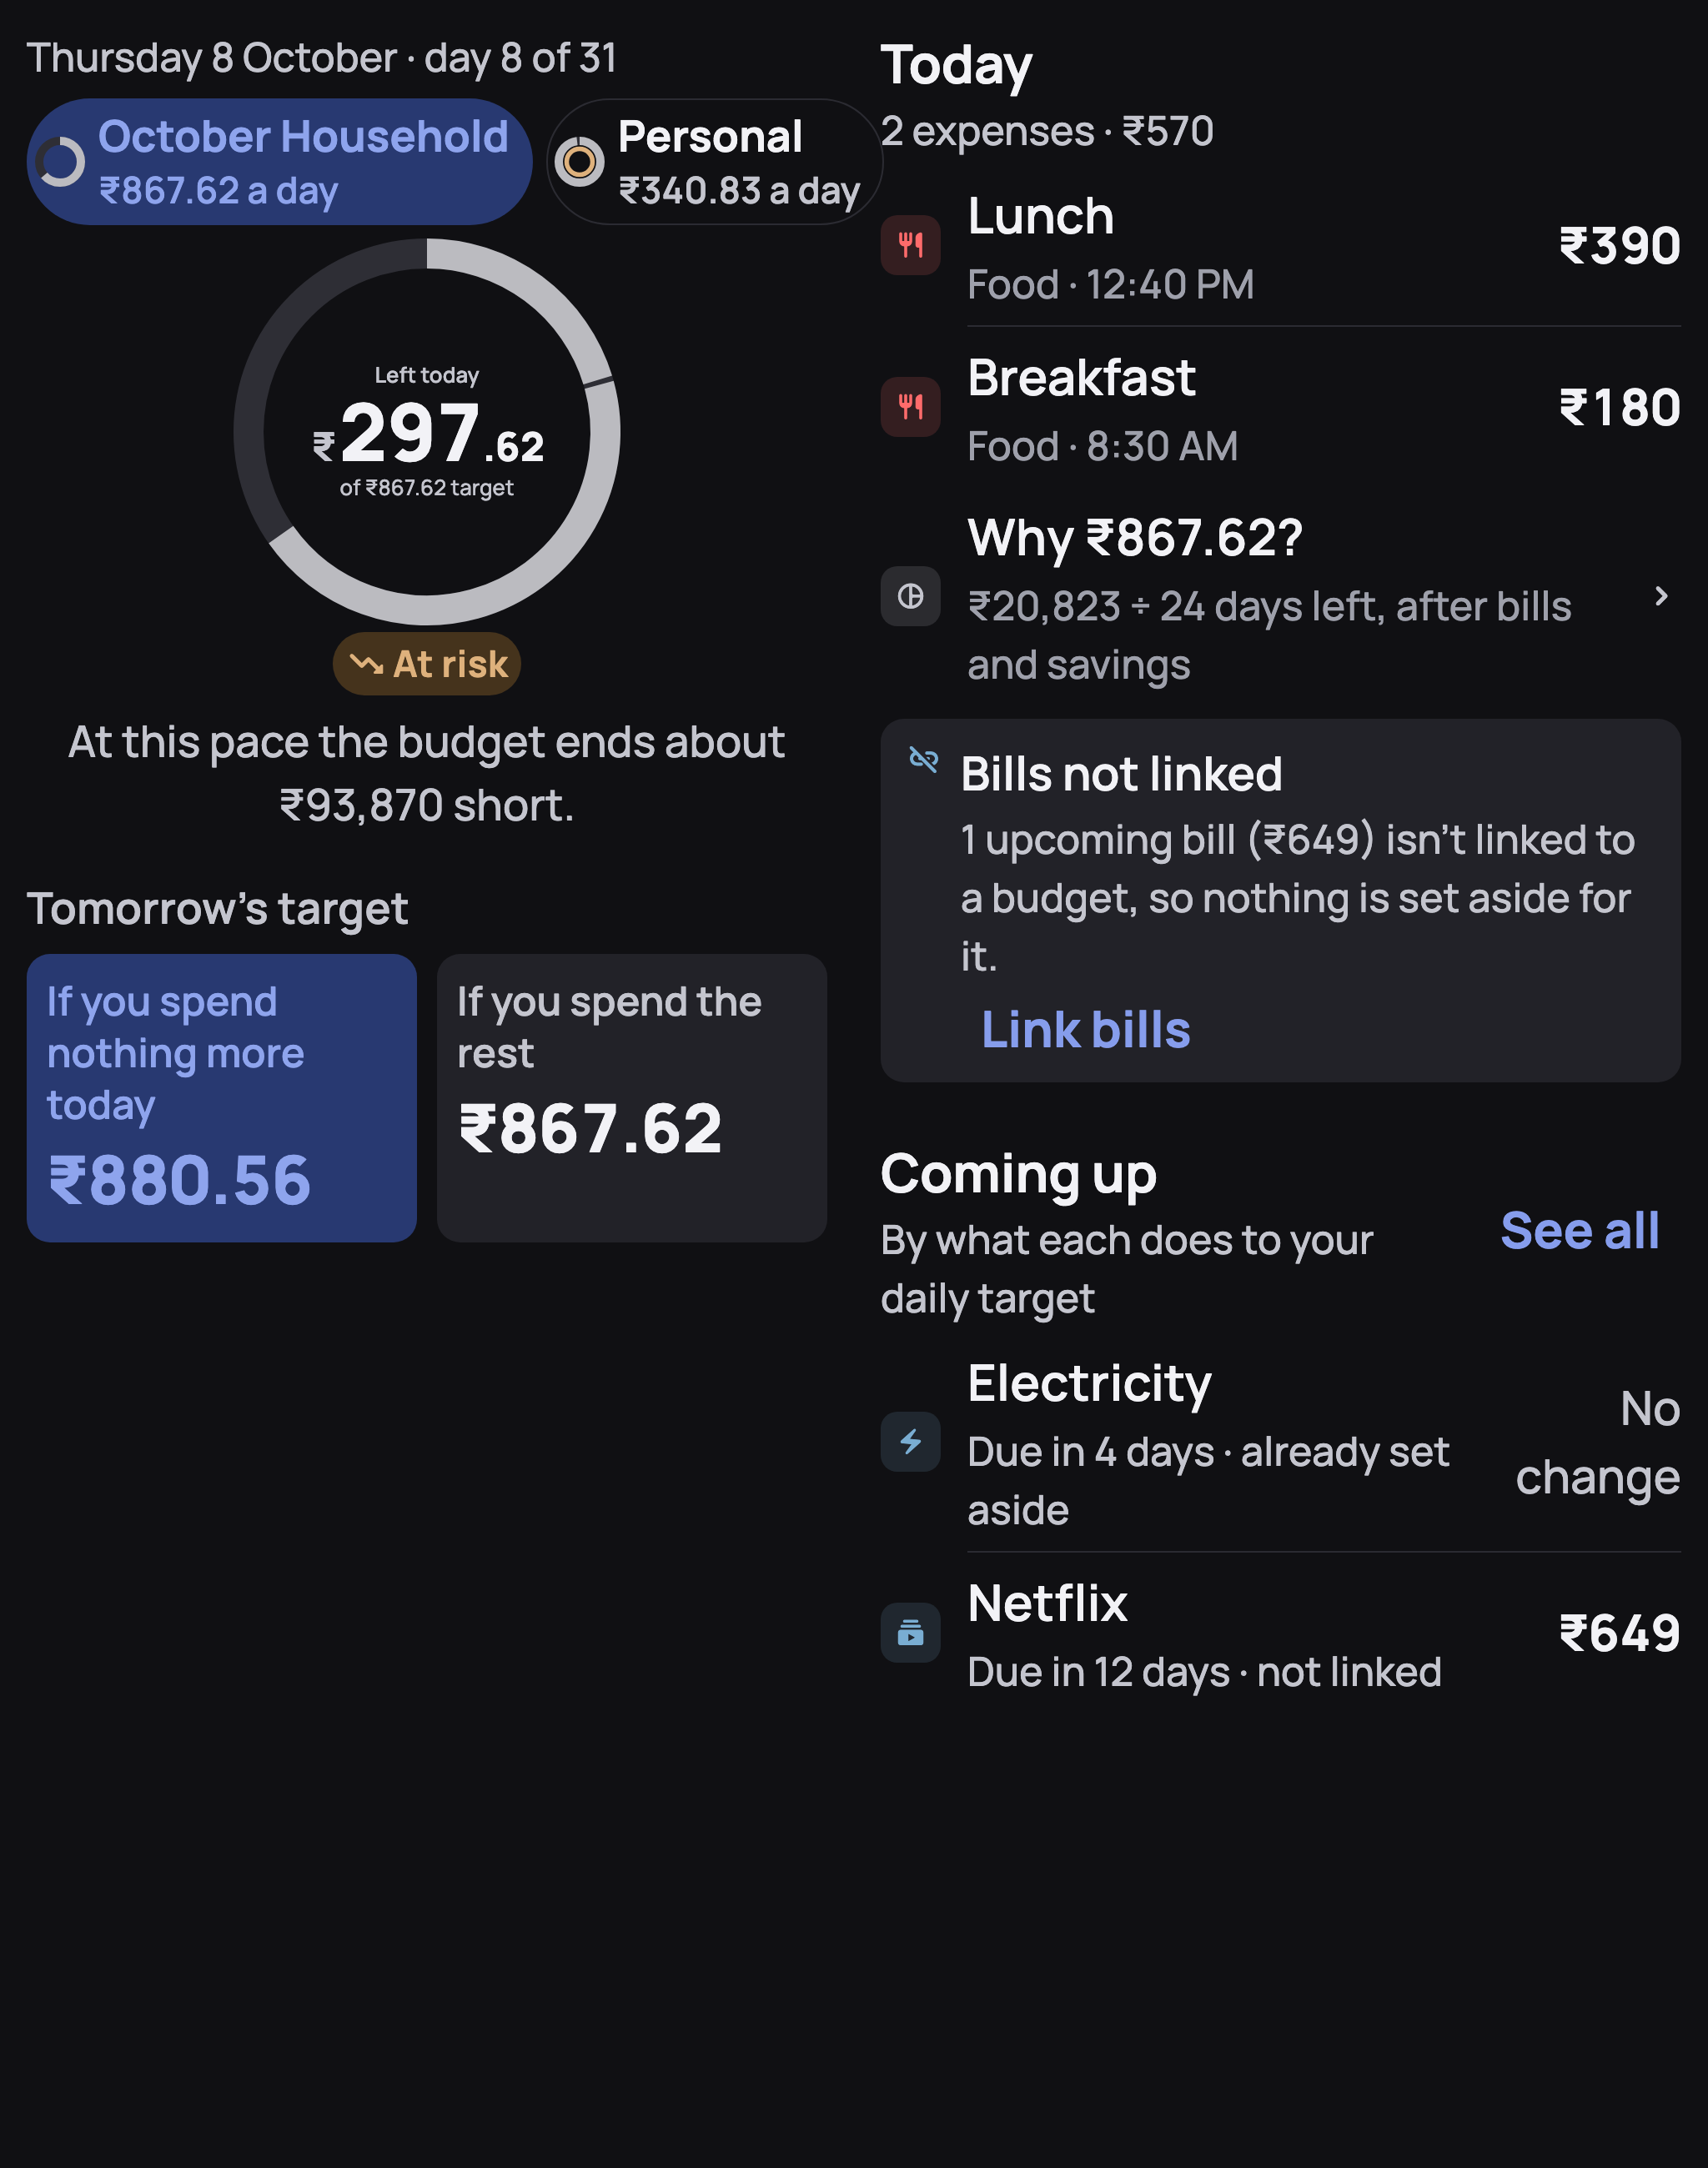 Thursday 8 October · day 8 of 31
October Household
₹867.62 a day
Personal
₹340.83 a day
Left today
₹297.62
of ₹867.62 target
At risk
At this pace the budget ends about
₹93,870 short.
Tomorrow’s target
If you spend
nothing more
today
₹880.56
If you spend the
rest
₹867.62
Today
2 expenses · ₹570
Lunch
Food · 12:40 PM
₹390
Breakfast
Food · 8:30 AM
₹180
Why ₹867.62?
₹20,823 ÷ 24 days left, after bills
and savings
Bills not linked
1 upcoming bill (₹649) isn’t linked to
a budget, so nothing is set aside for
it.
Link bills
Coming up
By what each does to your
daily target
See all
Electricity
Due in 4 days · already set
aside
No
change
Netflix
Due in 12 days · not linked
₹649